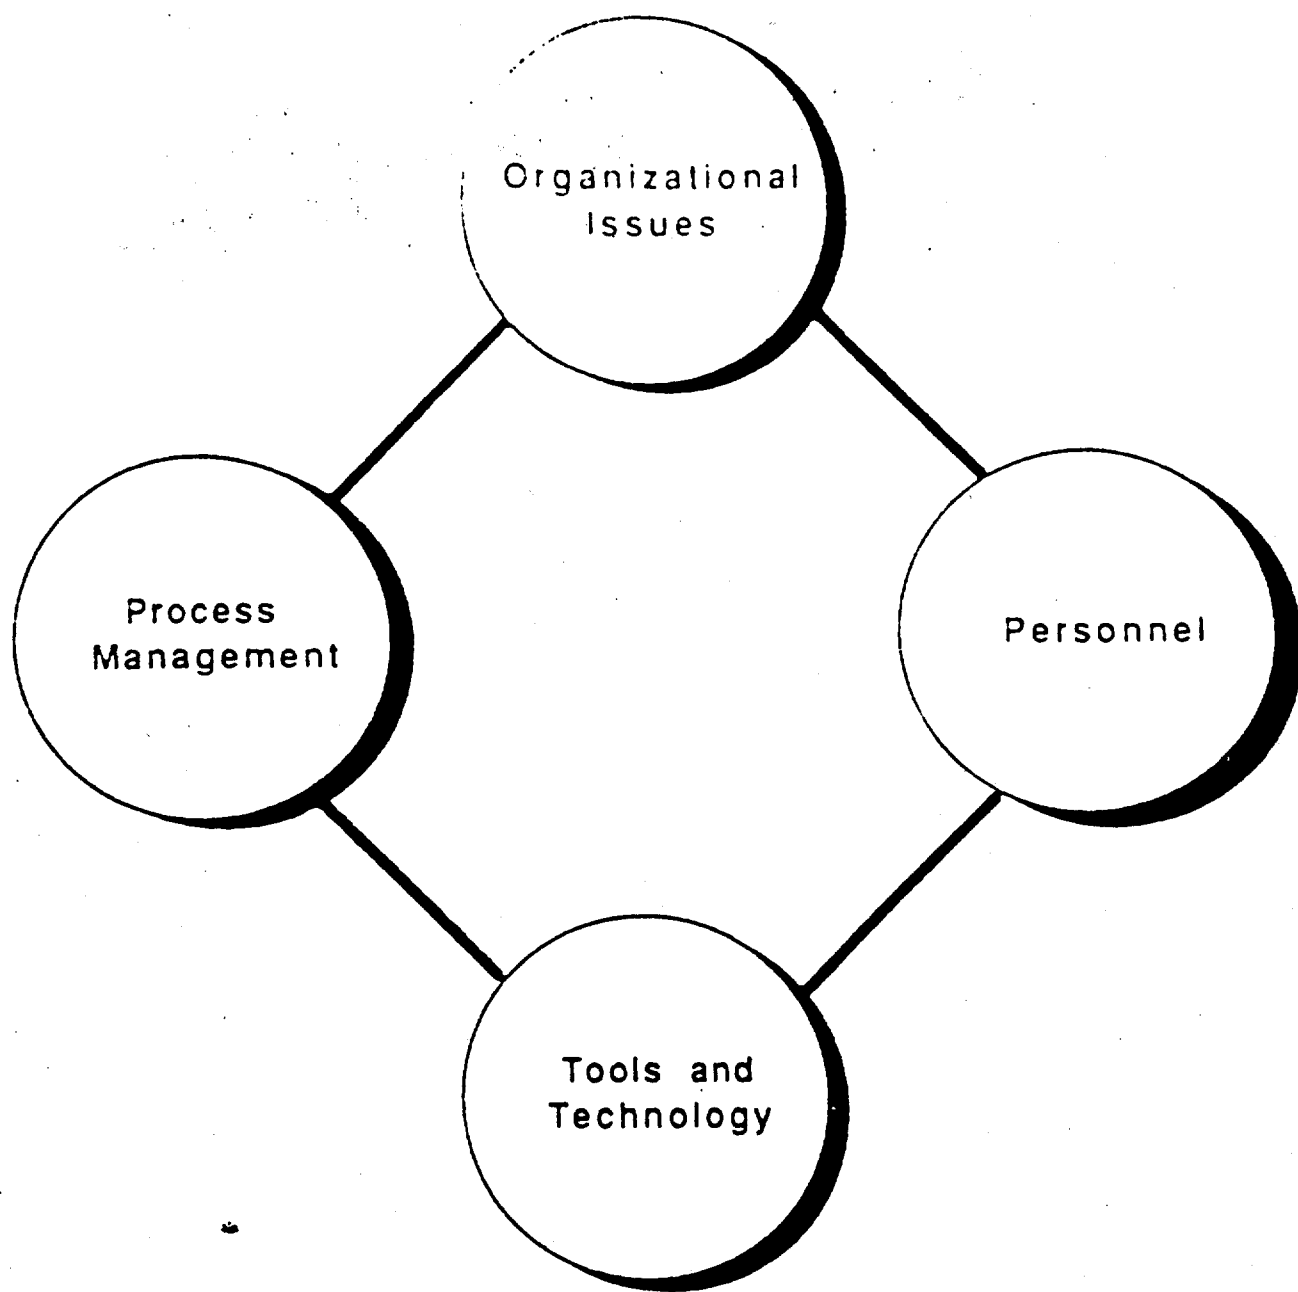 Organizational
Issues
Process
Management
Personnel
Tools and
Technology